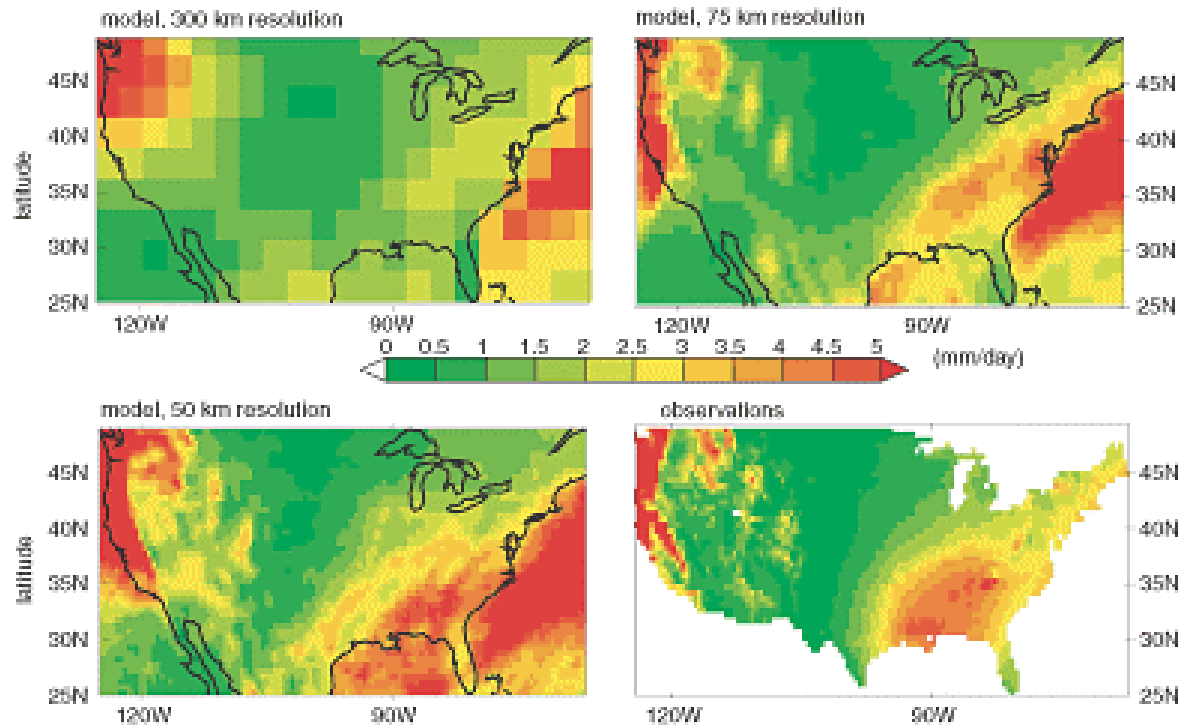 model, 300 km resolution
model, 75 km resolution
latitude
45N
40N
35N
30N
25N
120W
90W
45N
40N
35N
30N
25N
120W
90W
0 0.5 1 1.5 2 2.5 3 3.5 4 4.5 5
(mm/day)
model, 50 km resolution
observations
latitude
45N
40N
35N
30N
25N
120W
90W
45N
40N
35N
30N
25N
120W
90W